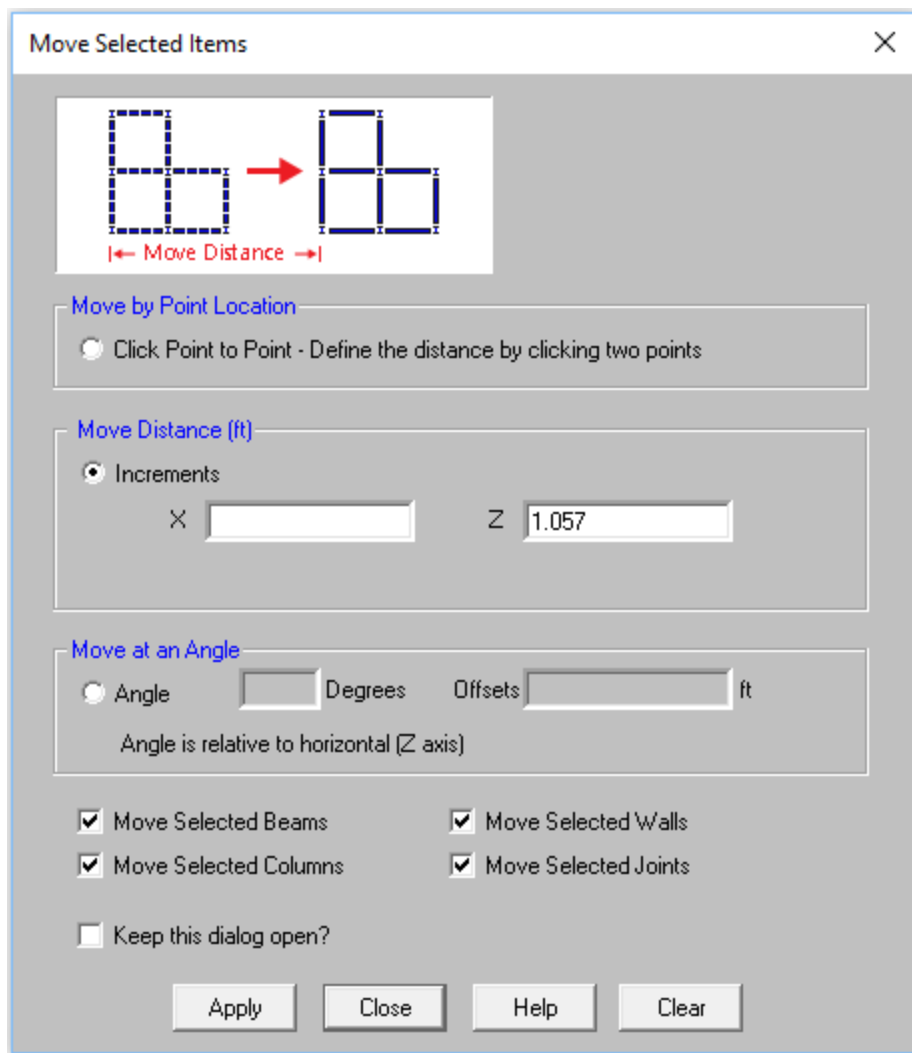 Move Selected Items
Move Distance
Move by Point Location
Click Point to Point - Define the distance by clicking two points
Move Distance (ft)
Increments
X Z 1.057
Move at an Angle
Angle Degrees Offsets ft
Angle is relative to horizontal (Z axis)
Move Selected Beams Move Selected Walls
Move Selected Columns Move Selected Joints
Keep this dialog open?
Apply Close Help Clear